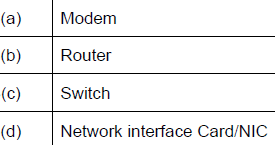 (a) Modem
(b) Router
(c) Switch
(d) Network interface Card/NIC